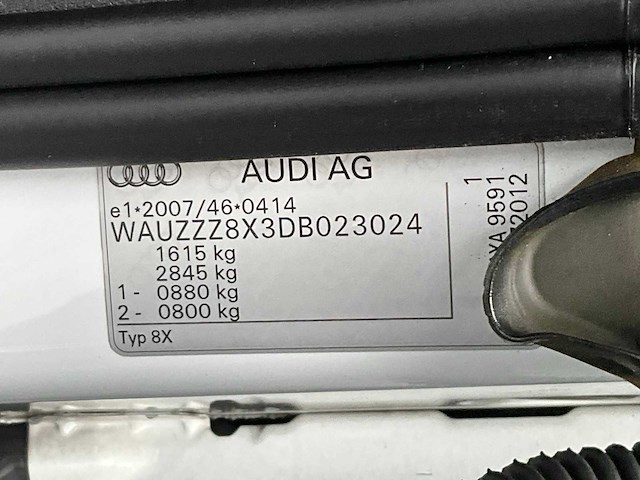 AUDI AG
e1*2007/46*0414
WAUZZZ8X3DB023024
1615 kg
2845 kg
1 - 0880 kg
2 - 0800 kg
Typ 8X
1
9591
2012